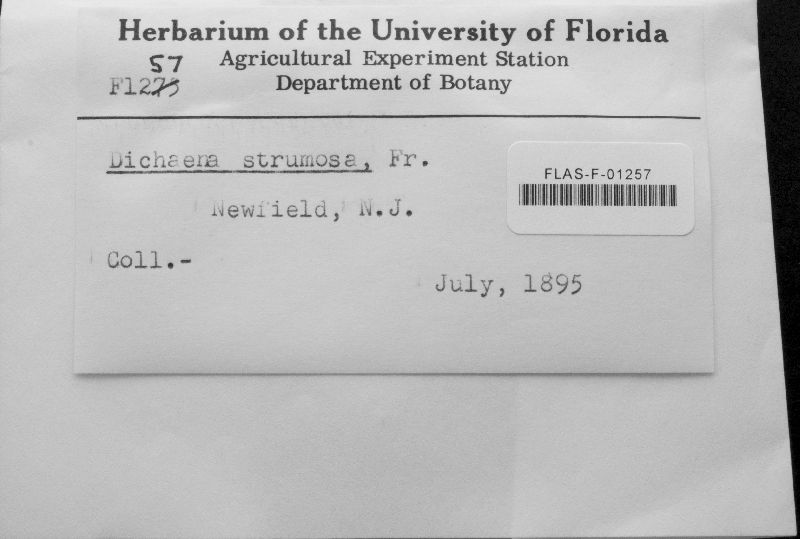 Herbarium of the University of Florida
Agricultural Experiment Station
Department of Botany
57
F1275
Dichaena strumosa, Fr.
FLAS-F-01257
Newfield, N.J.
Coll.-
July, 1895